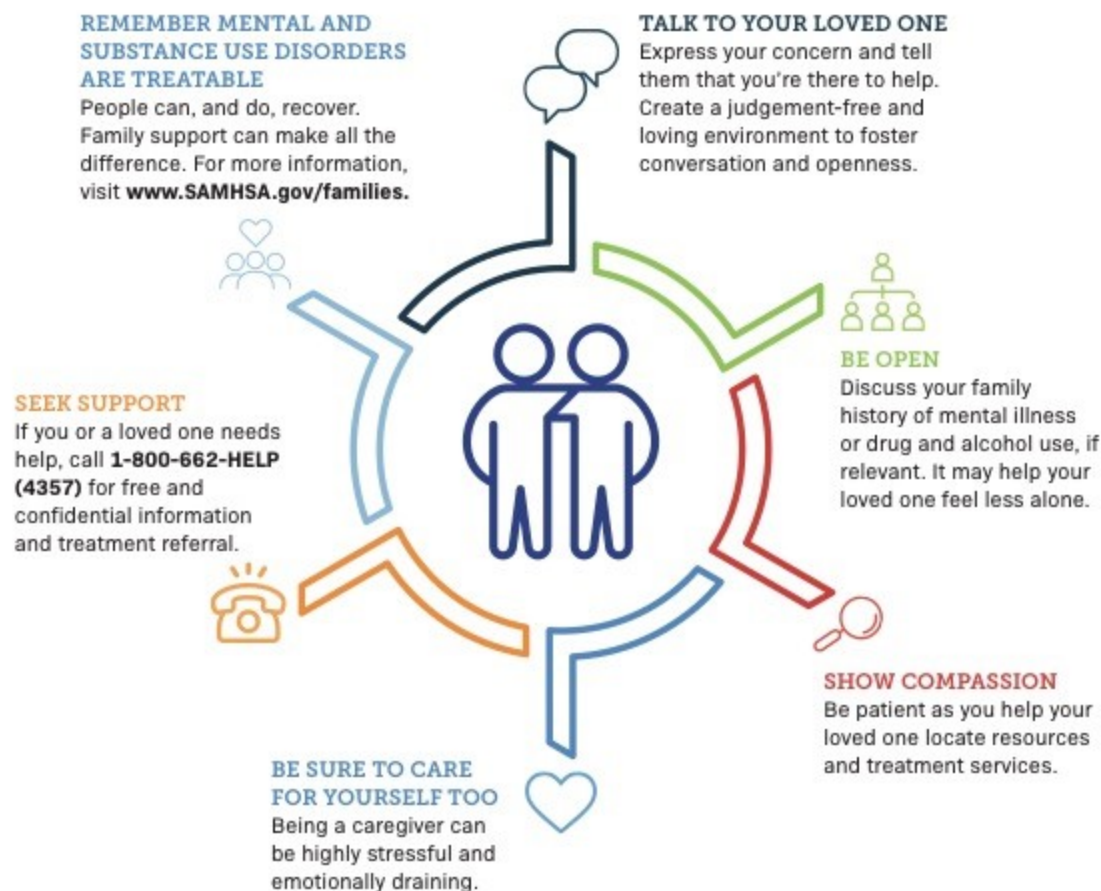 TALK TO YOUR LOVED ONE
Express your concern and tell
them that you're there to help.
Create a judgement-free and
loving environment to foster
conversation and openness.
BE OPEN
Discuss your family
history of mental illness
or drug and alcohol use, if
relevant. It may help your
loved one feel less alone.
SHOW COMPASSION
Be patient as you help your
loved one locate resources
and treatment services.
BE SURE TO CARE
FOR YOURSELF TOO
Being a caregiver can
be highly stressful and
emotionally draining.
SEEK SUPPORT
If you or a loved one needs
help, call 1-800-662-HELP
(4357) for free and
confidential information
and treatment referral.
REMEMBER MENTAL AND
SUBSTANCE USE DISORDERS
ARE TREATABLE
People can, and do, recover.
Family support can make all the
difference. For more information,
visit www.SAMHSA.gov/families.